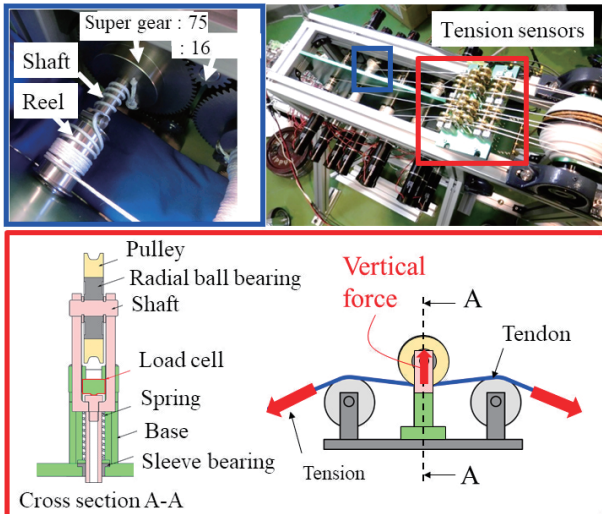 Super gear : 75
: 16
Shaft
Reel
Tension sensors
Pulley
Radial ball bearing
Shaft
Load cell
Spring
Base
Sleeve bearing
Cross section A-A
Vertical
force
A
Tendon
Tension
A